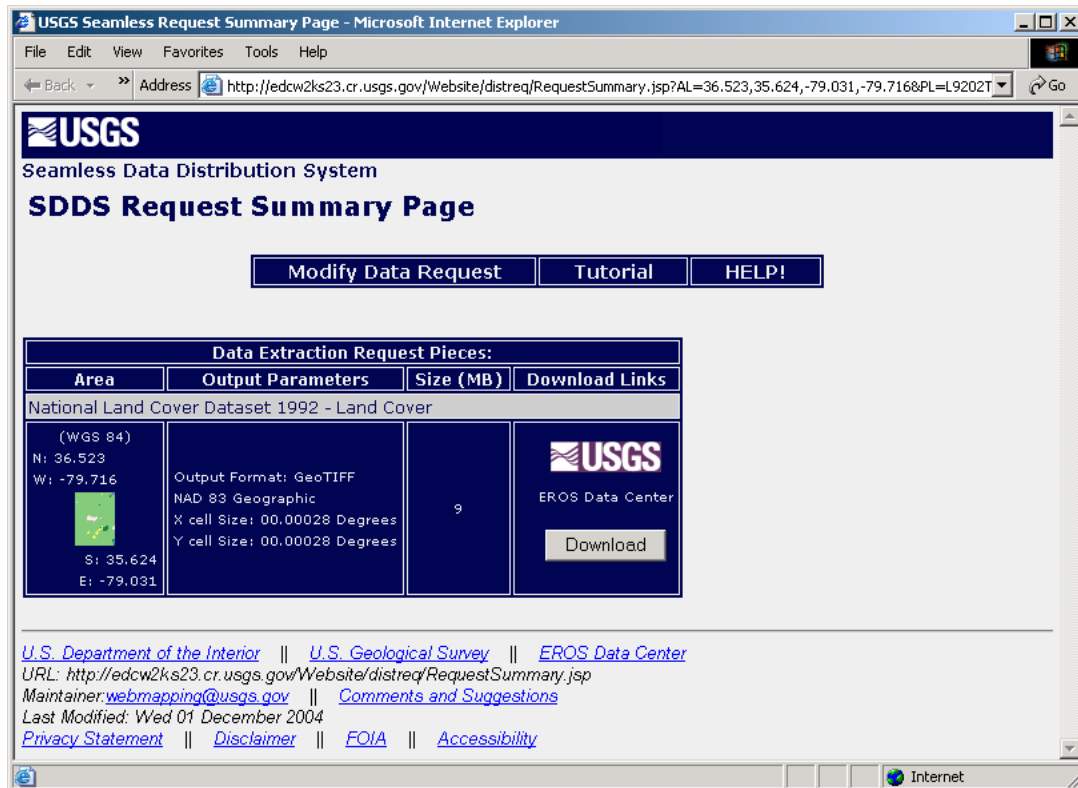 USGS Seamless Request Summary Page - Microsoft Internet Explorer
File Edit View Favorites Tools Help
Back » Address http://edcw2ks23.cr.usgs.gov/Website/distreq/RequestSummary.jsp?AL=36.523,35.624,-79.031,-79.716&PL=L9202T Go
USGS
Seamless Data Distribution System
SDDS Request Summary Page
Modify Data Request Tutorial HELP!
Data Extraction Request Pieces:
Area Output Parameters Size (MB) Download Links
National Land Cover Dataset 1992 - Land Cover
(WGS 84)
N: 36.523
W: -79.716
S: 35.624
E: -79.031
Output Format: GeoTIFF
NAD 83 Geographic
X cell Size: 00.00028 Degrees
Y cell Size: 00.00028 Degrees
9
USGS
EROS Data Center
Download
U.S. Department of the Interior || U.S. Geological Survey || EROS Data Center
URL: http://edcw2ks23.cr.usgs.gov/Website/distreq/RequestSummary.jsp
Maintainer:webmapping@usgs.gov || Comments and Suggestions
Last Modified: Wed 01 December 2004
Privacy Statement || Disclaimer || FOIA || Accessibility
Internet